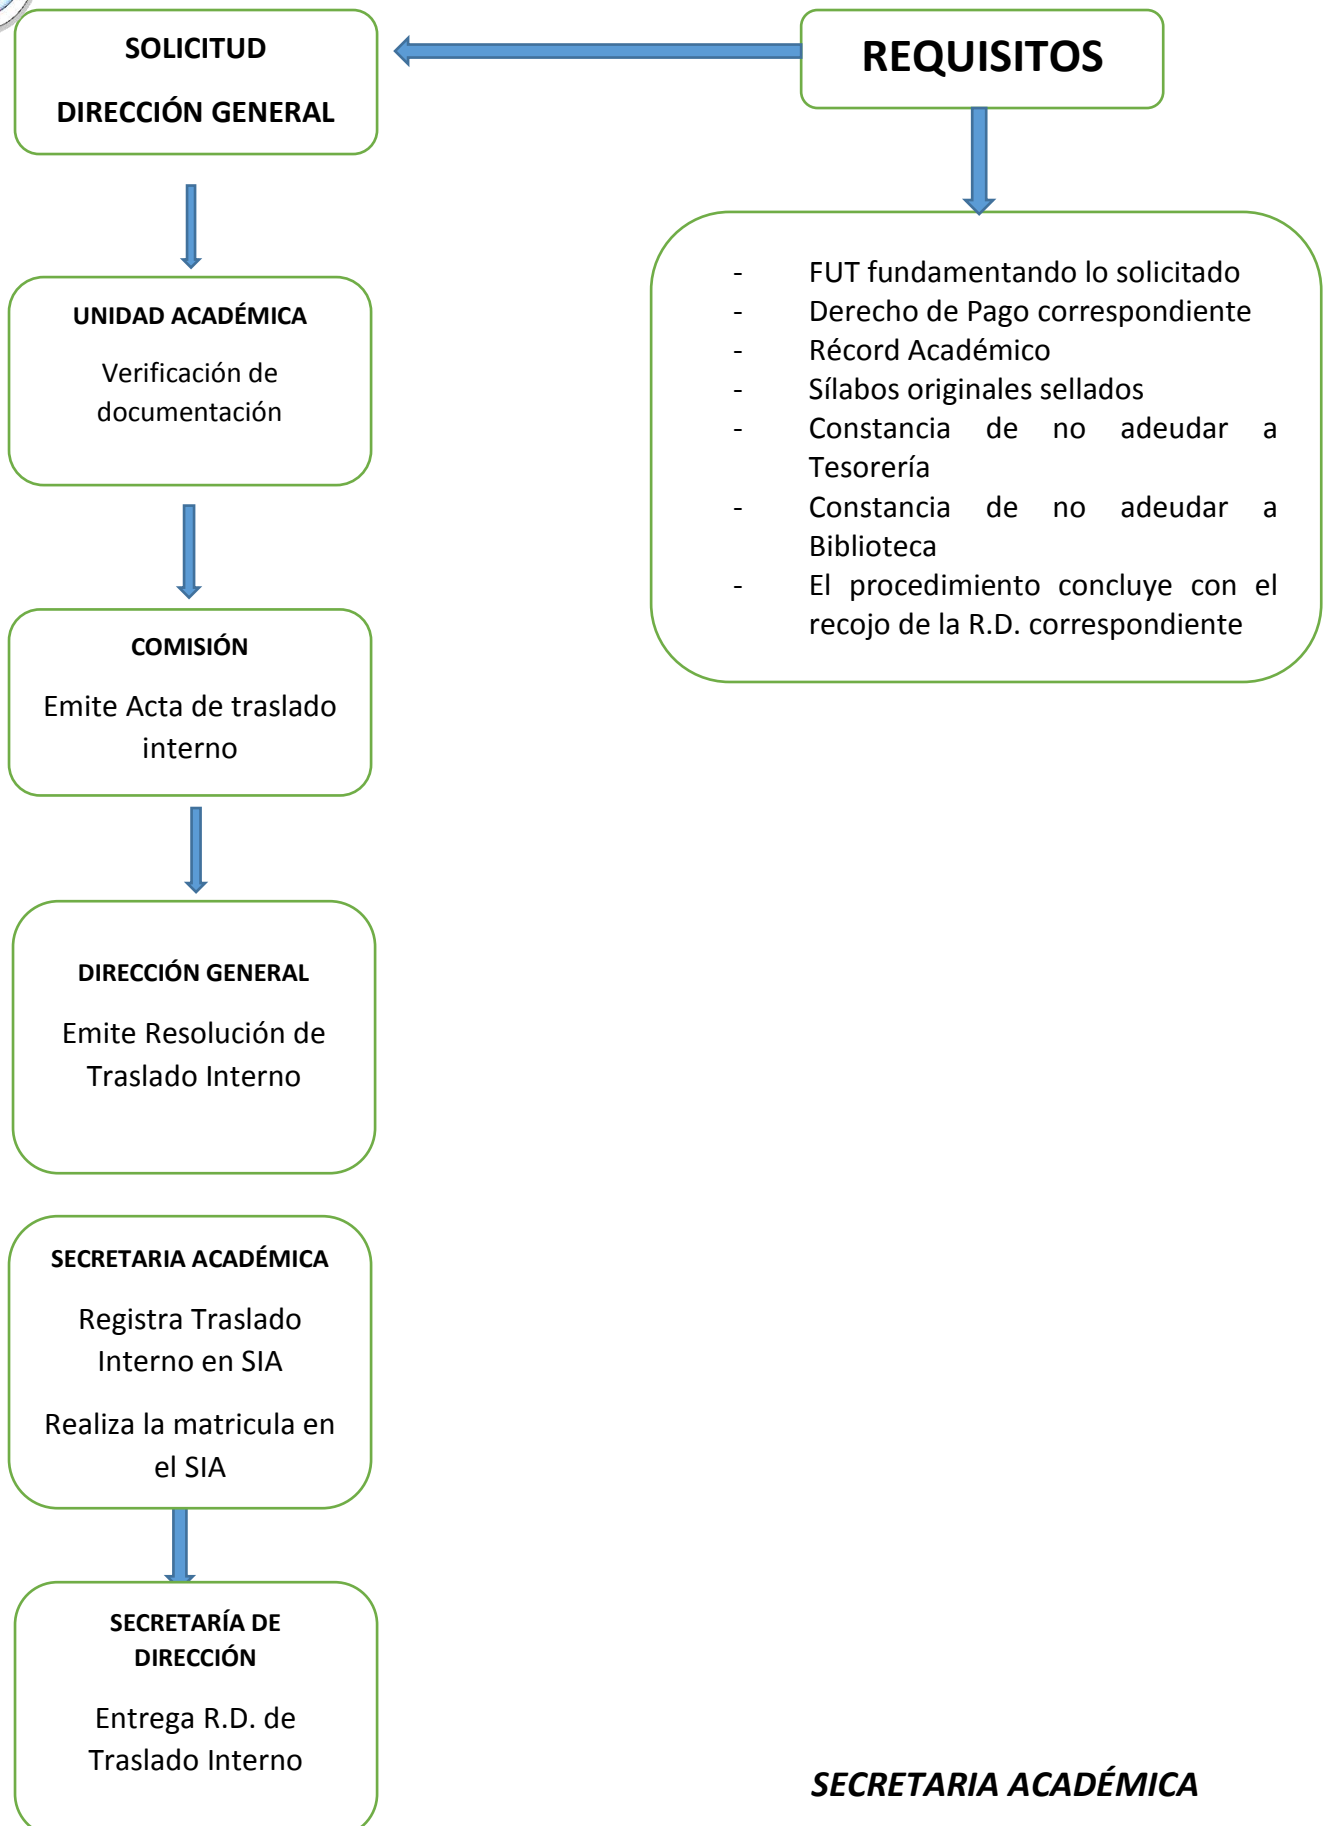 SOLICITUD
DIRECCIÓN GENERAL
REQUISITOS
- FUT fundamentando lo solicitado
- Derecho de Pago correspondiente
- Récord Académico
- Sílabos originales sellados
- Constancia de no adeudar a
Tesorería
- Constancia de no adeudar a
Biblioteca
- El procedimiento concluye con el
recojo de la R.D. correspondiente
UNIDAD ACADÉMICA
Verificación de
documentación
COMISIÓN
Emite Acta de traslado
interno
DIRECCIÓN GENERAL
Emite Resolución de
Traslado Interno
SECRETARIA ACADÉMICA
Registra Traslado
Interno en SIA
Realiza la matricula en
el SIA
SECRETARÍA DE
DIRECCIÓN
Entrega R.D. de
Traslado Interno
SECRETARIA ACADÉMICA